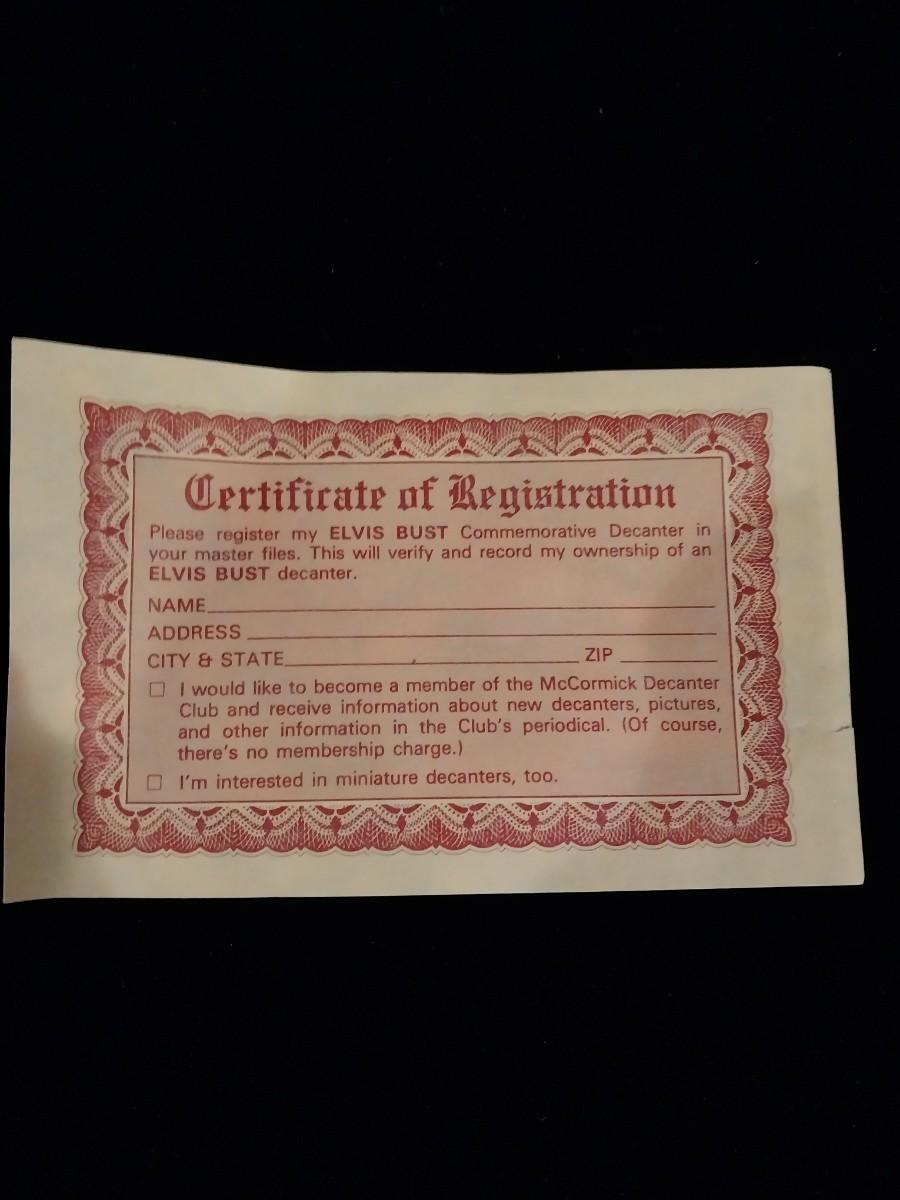 Certificate of Registration
Please register my ELVIS BUST Commemorative Decanter in
your master files. This will verify and record my ownership of an
ELVIS BUST decanter.
NAME
ADDRESS
CITY & STATE , ZIP
☐ I would like to become a member of the McCormick Decanter
Club and receive information about new decanters, pictures,
and other information in the Club's periodical. (Of course,
there's no membership charge.)
☐ I'm interested in miniature decanters, too.